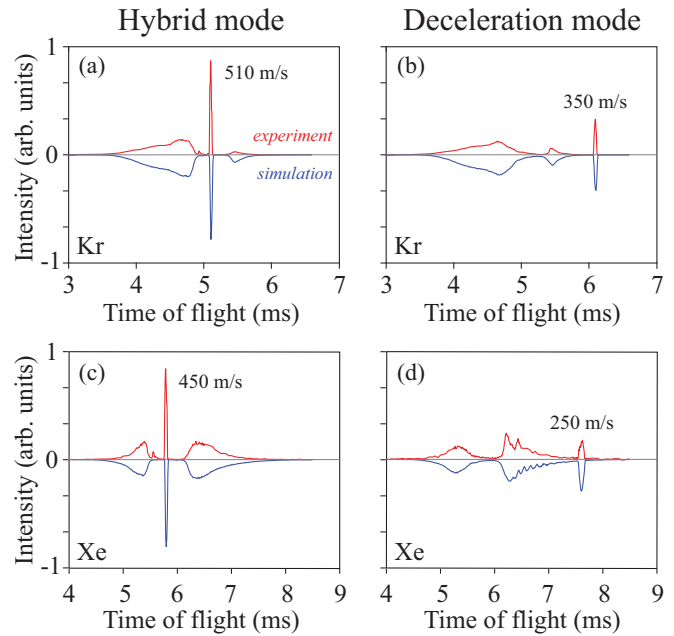 Hybrid mode
Deceleration mode
Intensity (arb. units)
1
0
-1
(a)
510 m/s
experiment
simulation
Kr
3 4 5 6 7
Time of flight (ms)
(b)
350 m/s
Kr
3 4 5 6 7
Time of flight (ms)
Intensity (arb. units)
1
0
-1
(c)
450 m/s
Xe
4 5 6 7 8 9
Time of flight (ms)
(d)
250 m/s
Xe
4 5 6 7 8 9
Time of flight (ms)